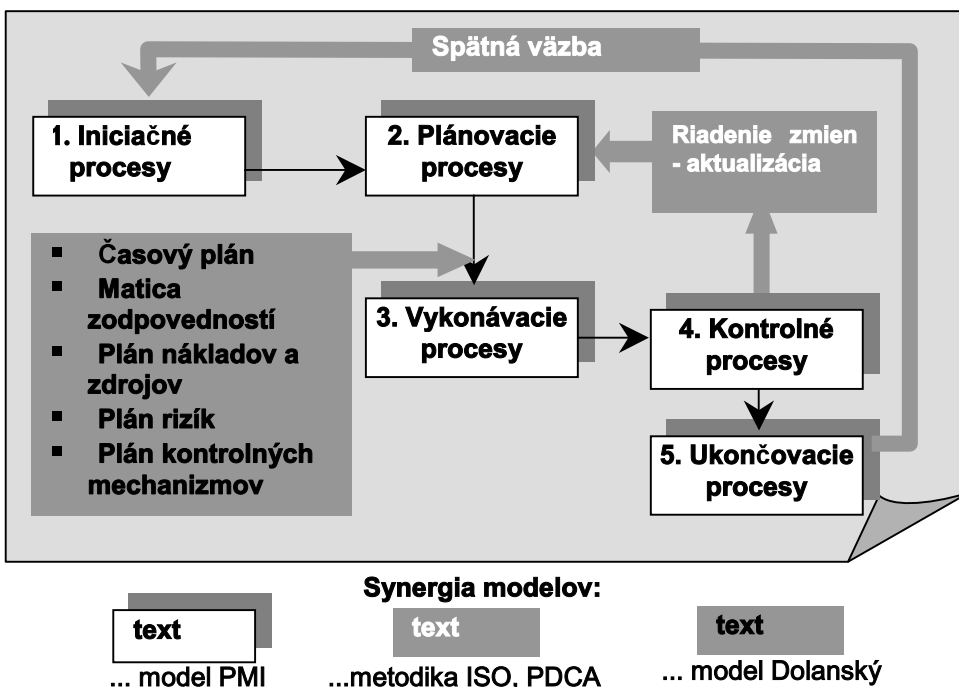 Spätná väzba
1. Iniciačné
procesy
2. Plánovacie
procesy
Riadenie zmien
- aktualizácia
▪ Časový plán
▪ Matica
zodpovedností
▪ Plán nákladov a
zdrojov
▪ Plán rizík
▪ Plán kontrolných
mechanizmov
3. Vykonávacie
procesy
4. Kontrolné
procesy
5. Ukončovacie
procesy
Synergia modelov:
text
... model PMI
text
...metodika ISO, PDCA
text
... model Dolanský